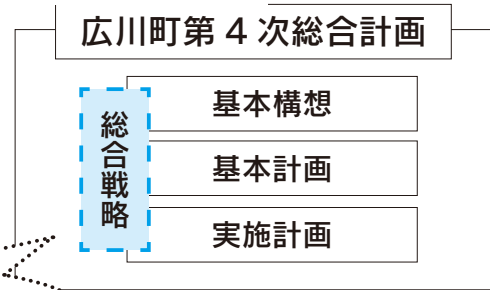 広川町第4次総合計画
総合戦略
基本構想
基本計画
実施計画